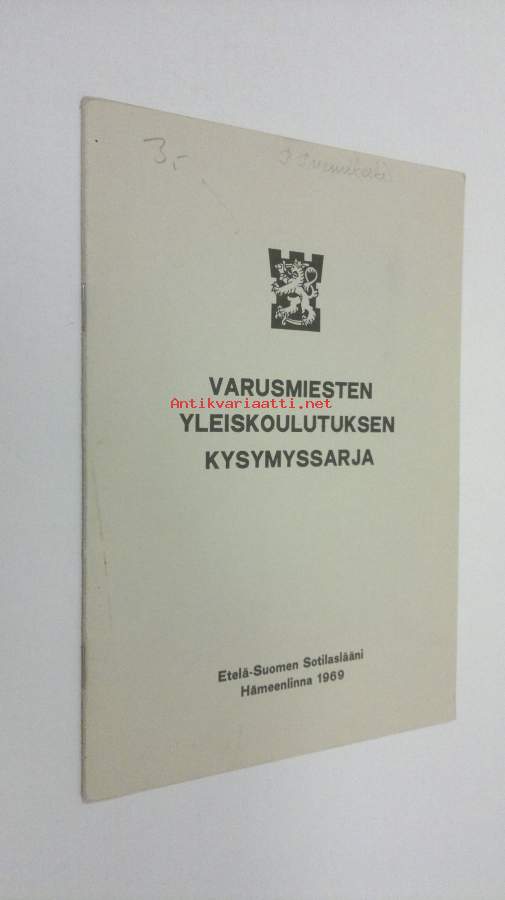 3,-
VARUSMIESTEN
Antikvariaatti.net
YLEISKOULUTUKSEN
KYSYMYSSARJA
Etelä-Suomen Sotilaslääni
Hämeenlinna 1969